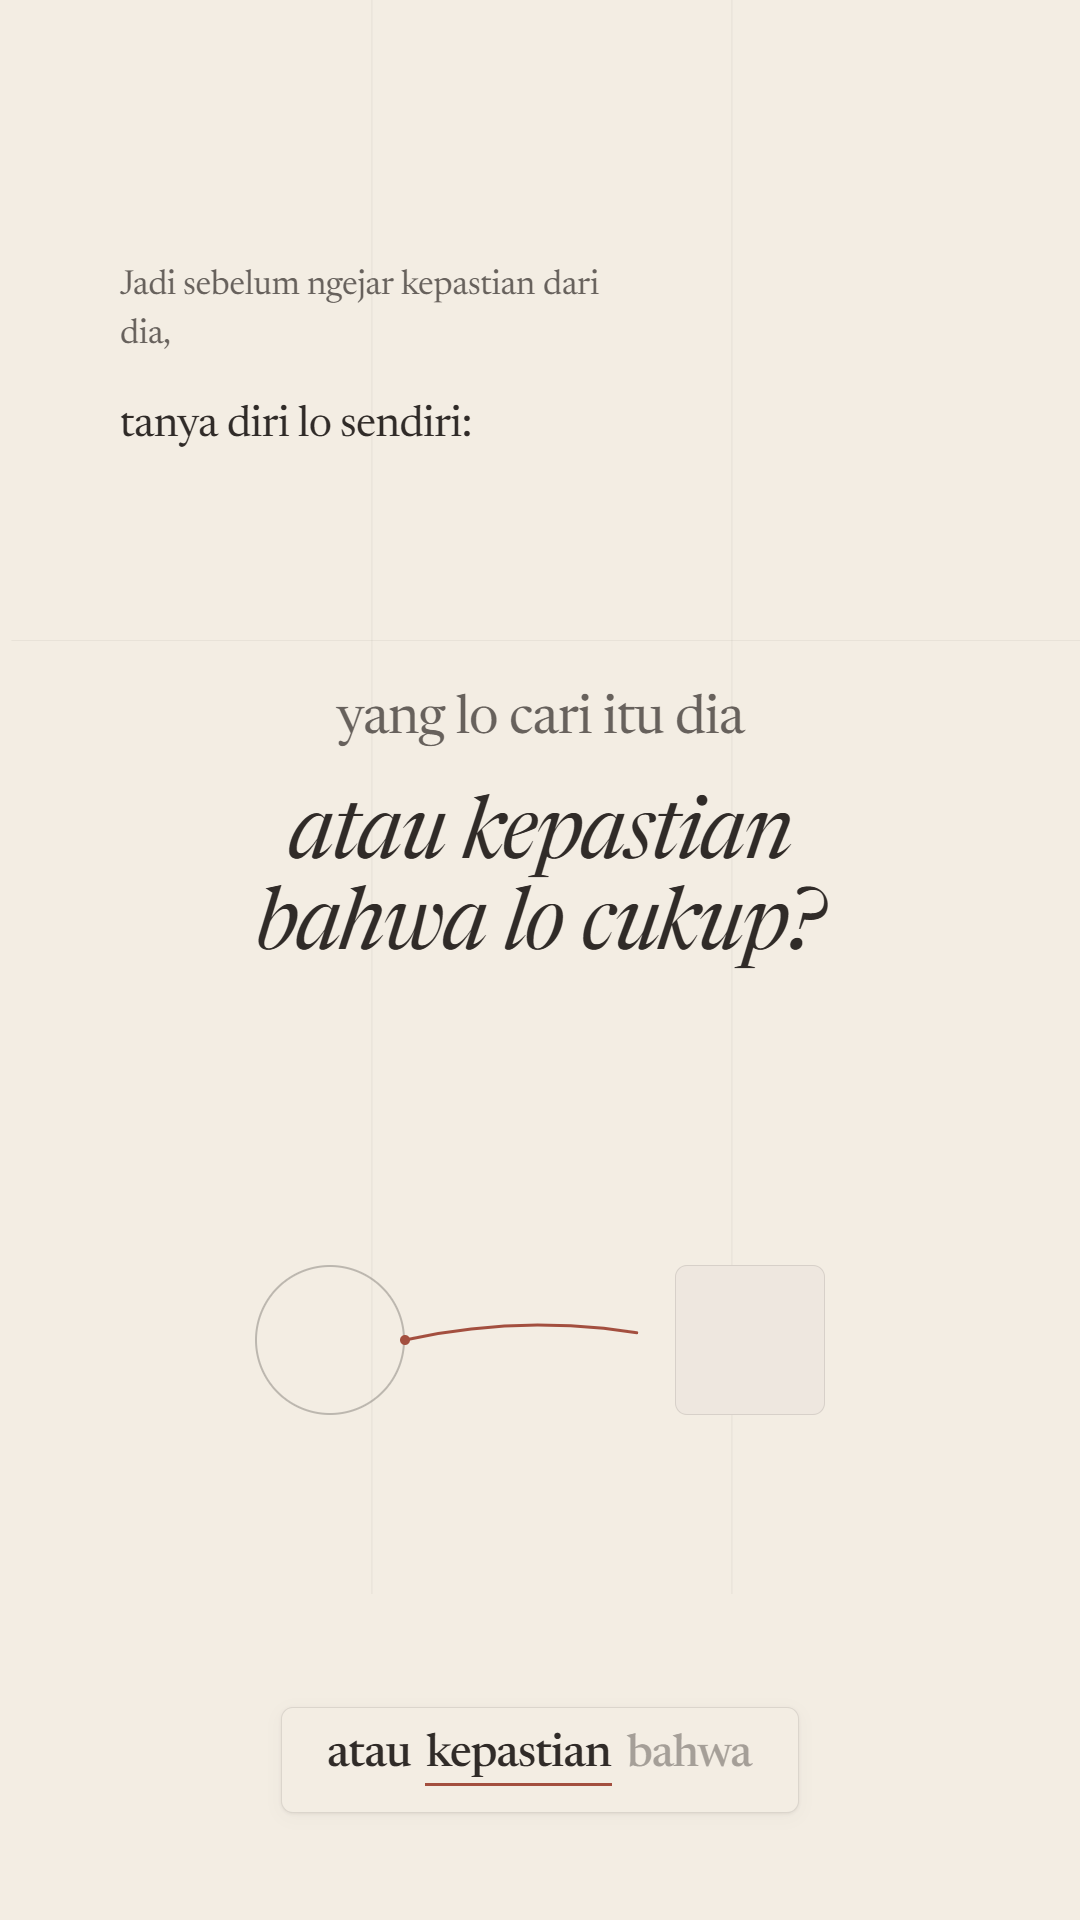 Jadi sebelum ngejar kepastian dari
dia,
tanya diri lo sendiri:
yang lo cari itu dia
atau kepastian
bahwa lo cukup?
atau kepastian bahwa